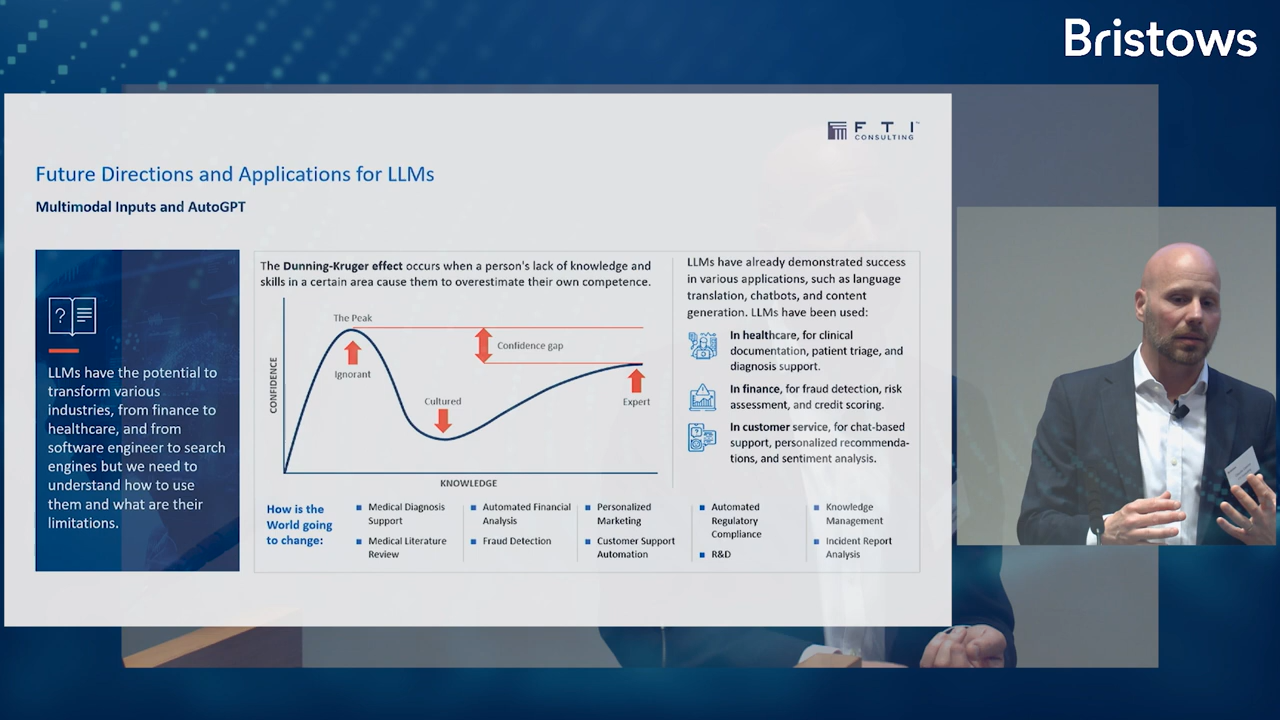 Bristows
F T I
CONSULTING
Future Directions and Applications for LLMs
Multimodal Inputs and AutoGPT
LLMs have the potential to
transform various
industries, from finance to
healthcare, and from
software engineer to search
engines but we need to
understand how to use
them and what are their
limitations.
The Dunning-Kruger effect occurs when a person's lack of knowledge and
skills in a certain area cause them to overestimate their own competence.
CONFIDENCE
The Peak
Ignorant
Confidence gap
Cultured
Expert
KNOWLEDGE
LLMs have already demonstrated success
in various applications, such as language
translation, chatbots, and content
generation. LLMs have been used:
In healthcare, for clinical
documentation, patient triage, and
diagnosis support.
In finance, for fraud detection, risk
assessment, and credit scoring.
In customer service, for chat-based
support, personalized recommenda-
tions, and sentiment analysis.
How is the
World going
to change:
Medical Diagnosis
Support
Medical Literature
Review
Automated Financial
Analysis
Fraud Detection
Personalized
Marketing
Customer Support
Automation
Automated
Regulatory
Compliance
R&D
Knowledge
Management
Incident Report
Analysis